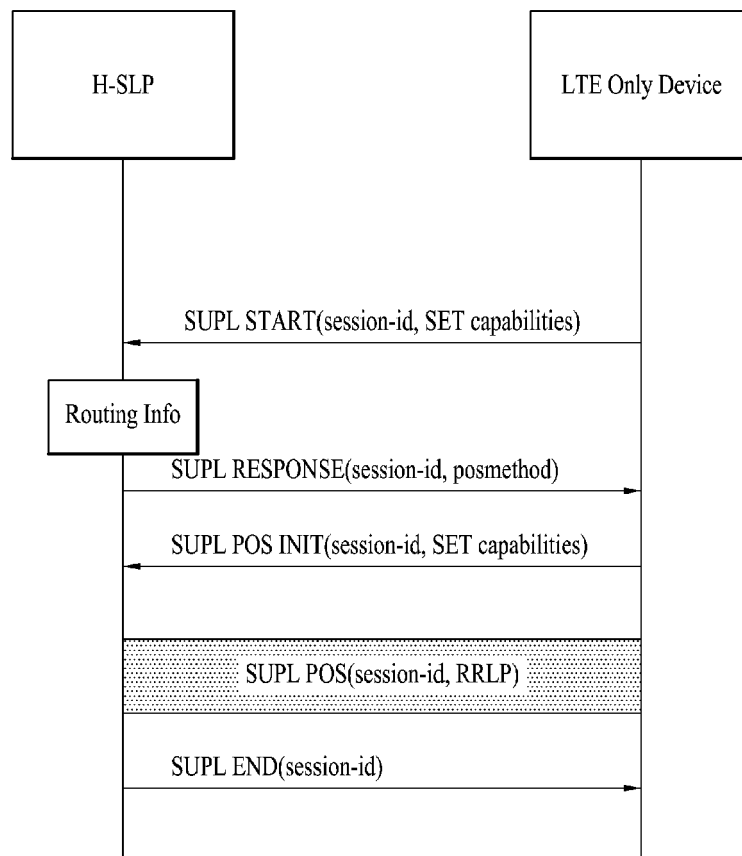 H-SLP
LTE Only Device
SUPL START(session-id, SET capabilities)
Routing Info
SUPL RESPONSE(session-id, posmethod)
SUPL POS INIT(session-id, SET capabilities)
SUPL POS(session-id, RRLP)
SUPL END(session-id)